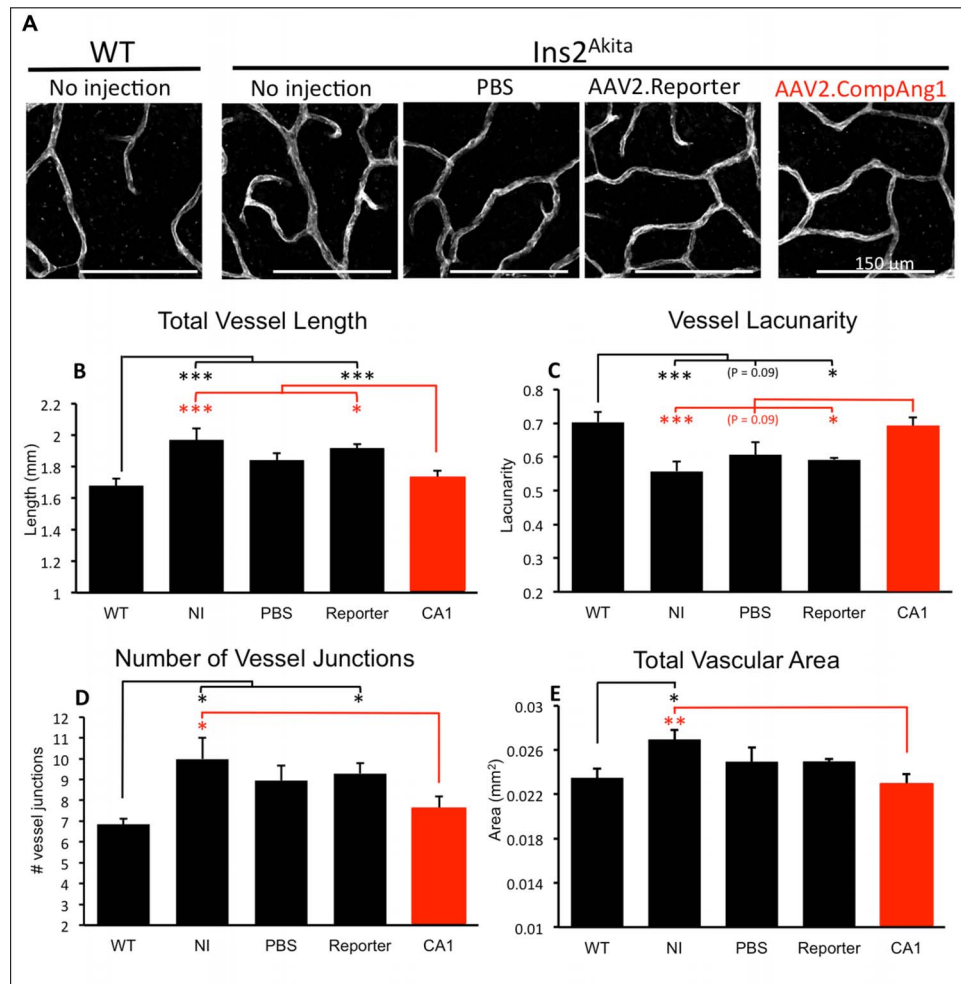 A
WT
Ins2Akita
No injection
No injection
PBS
AAV2.Reporter
AAV2.CompAng1
150 µm
Total Vessel Length
B
***
***
***
*
Length (mm)
2.2
2
1.8
1.6
1.4
1.2
1
WT
NI
PBS
Reporter
CA1
Vessel Lacunarity
C
***
(P = 0.09)
*
***
(P = 0.09)
*
Lacunarity
0.8
0.7
0.6
0.5
0.4
0.3
0.2
WT
NI
PBS
Reporter
CA1
Number of Vessel Junctions
D
*
*
*
# vessel junctions
12
11
10
9
8
7
6
5
4
3
2
WT
NI
PBS
Reporter
CA1
Total Vascular Area
E
*
**
Area (mm²)
0.03
0.026
0.022
0.018
0.014
0.01
WT
NI
PBS
Reporter
CA1